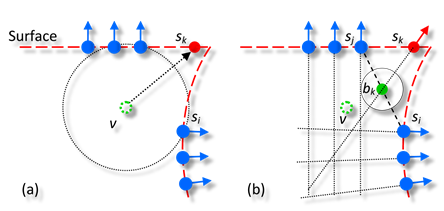 Surface
s_k
s_j
s_k
b_k
v
v
s_i
s_i
(a)
(b)